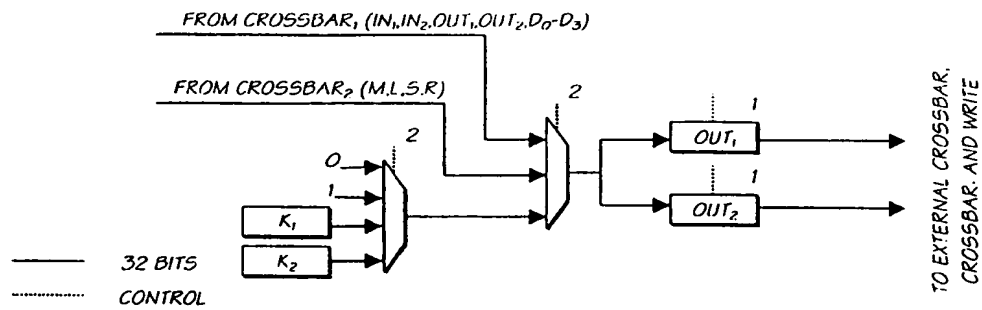 FROM CROSSBAR₁ (IN₁,IN₂,OUT₁,OUT₂,D₀-D₃)
FROM CROSSBAR₂ (M,L,S,R)
2
2
0
1
K₁
K₂
1
OUT₁
1
OUT₂
TO EXTERNAL CROSSBAR,
CROSSBAR. AND WRITE
32 BITS
CONTROL